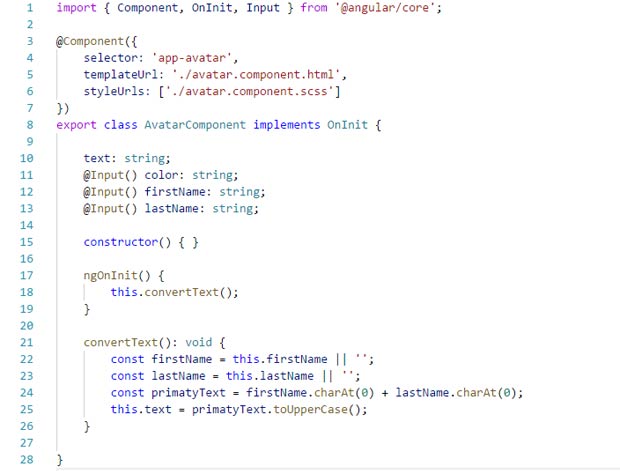 1 import { Component, OnInit, Input } from '@angular/core';
2
3 @Component({
4     selector: 'app-avatar',
5     templateUrl: './avatar.component.html',
6     styleUrls: ['./avatar.component.scss']
7 })
8 export class AvatarComponent implements OnInit {
9
10     text: string;
11     @Input() color: string;
12     @Input() firstName: string;
13     @Input() lastName: string;
14
15     constructor() { }
16
17     ngOnInit() {
18         this.convertText();
19     }
20
21     convertText(): void {
22         const firstName = this.firstName || '';
23         const lastName = this.lastName || '';
24         const primatyText = firstName.charAt(0) + lastName.charAt(0);
25         this.text = primatyText.toUpperCase();
26     }
27
28 }